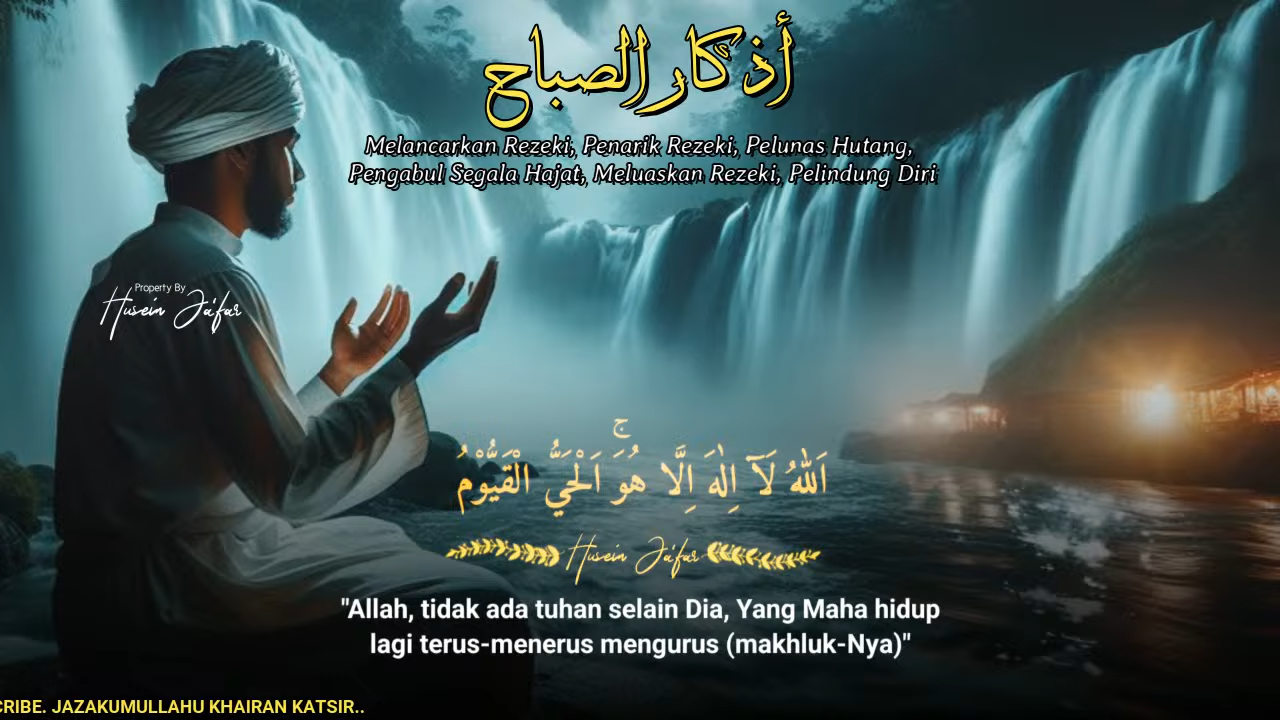 أذكار الصباح
Melancarkan Rezeki, Penarik Rezeki, Pelunas Hutang,
Pengabul Segala Hajat, Meluaskan Rezeki, Pelindung Diri
Property By
Husein Ja'far
اَللّٰهُ لَآ اِلٰهَ اِلَّا هُوَۚ اَلْحَيُّ الْقَيُّوْمُ
Husein Ja'far
"Allah, tidak ada tuhan selain Dia, Yang Maha hidup
lagi terus-menerus mengurus (makhluk-Nya)"
CRIBE. JAZAKUMULLAHU KHAIRAN KATSIR..